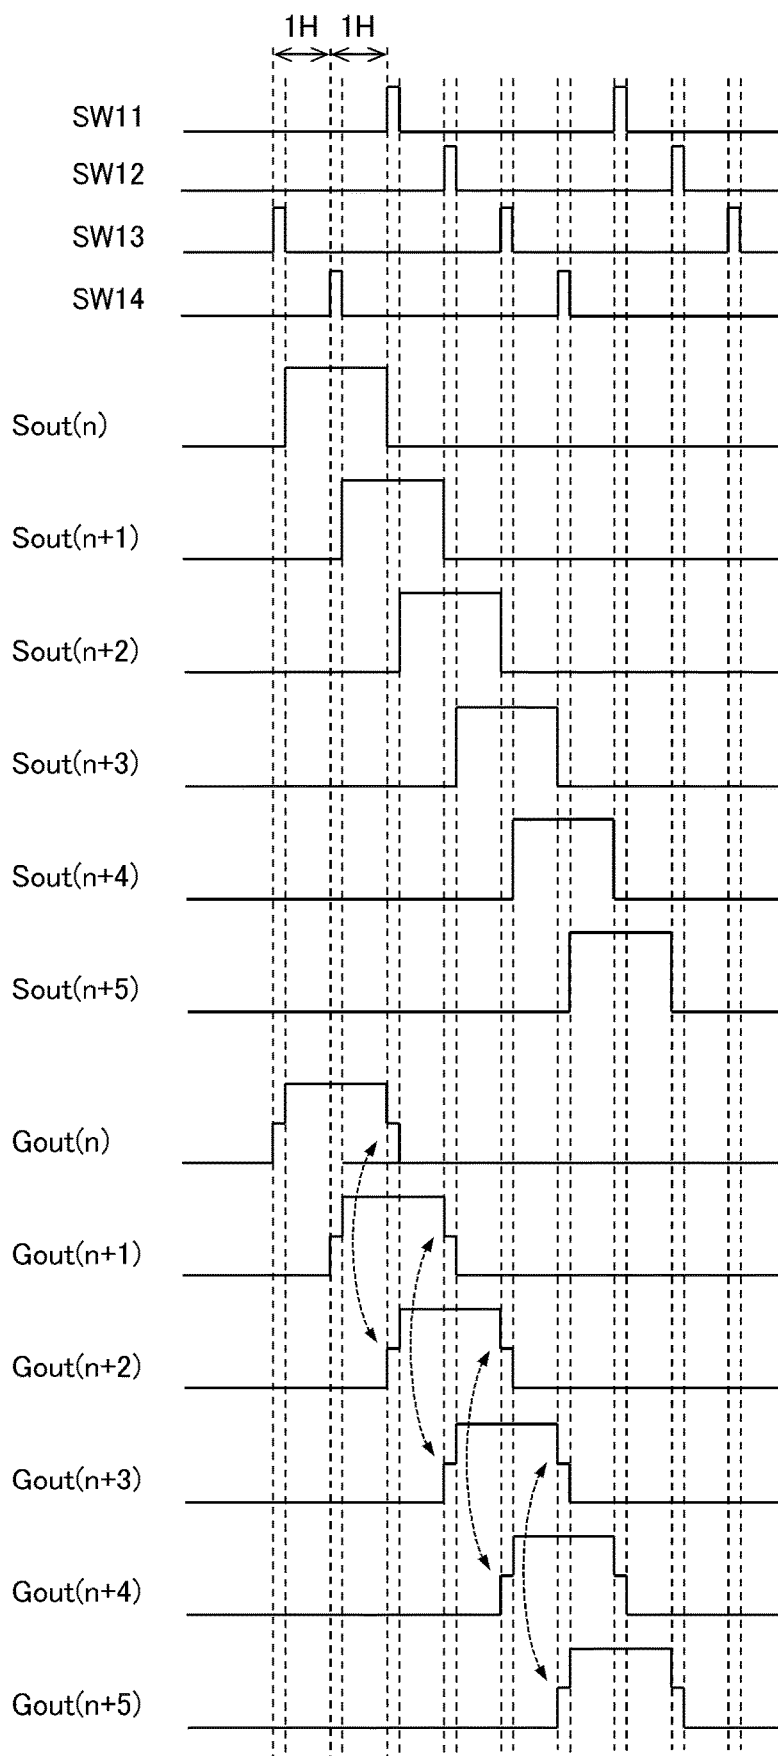 1H 1H
SW11
SW12
SW13
SW14
Sout(n)
Sout(n+1)
Sout(n+2)
Sout(n+3)
Sout(n+4)
Sout(n+5)
Gout(n)
Gout(n+1)
Gout(n+2)
Gout(n+3)
Gout(n+4)
Gout(n+5)